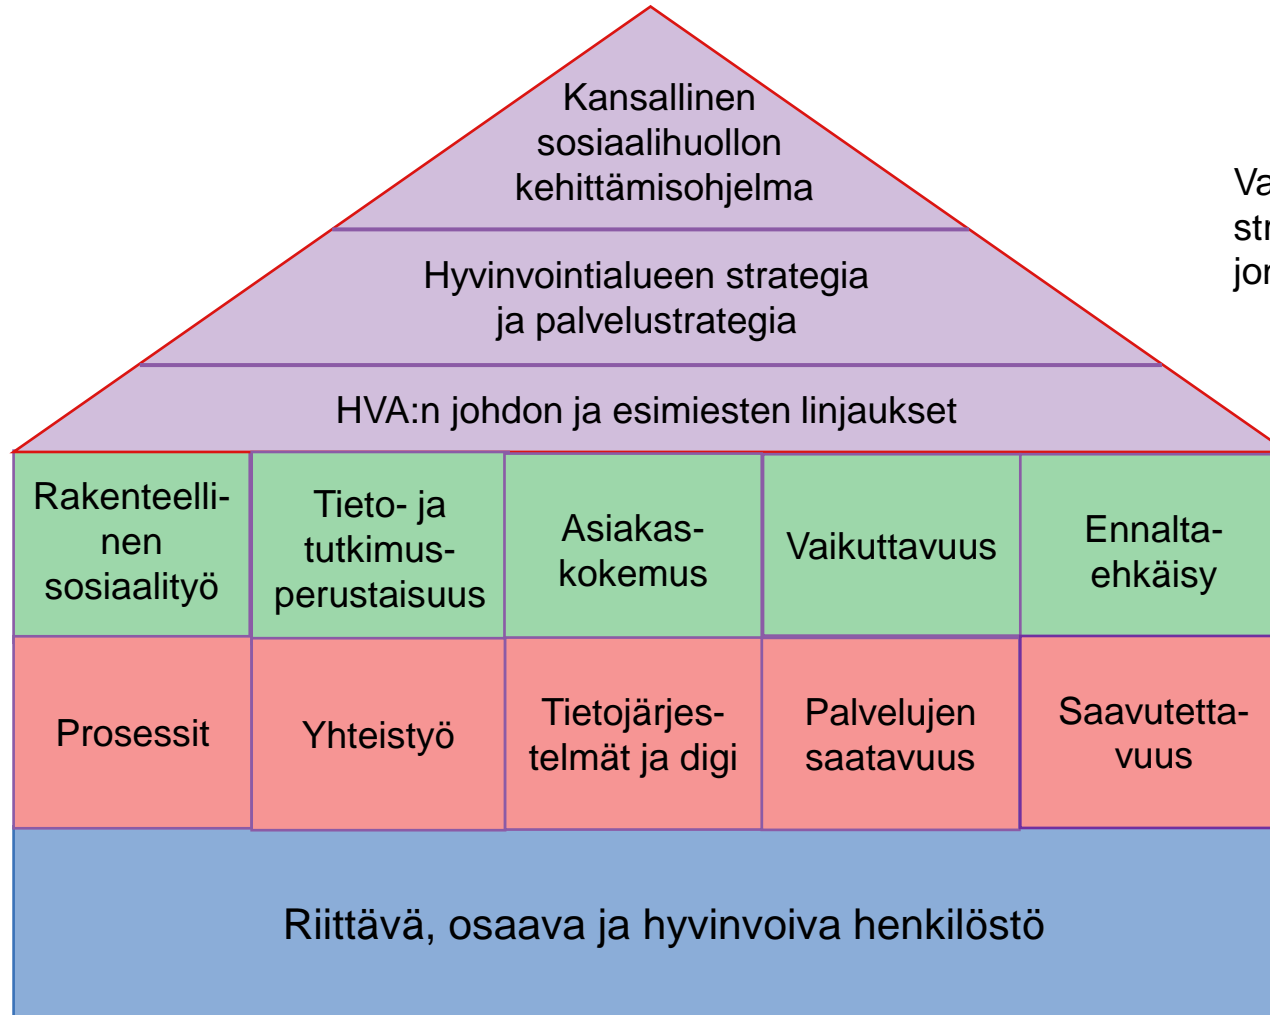 Kansallinen
sosiaalihuollon
kehittämisohjelma
Hyvinvointialueen strategia
ja palvelustrategia
HVA:n johdon ja esimiesten linjaukset
Rakenteelli-
nen
sosiaalityö
Tieto- ja
tutkimus-
perustaisuus
Asiakas-
kokemus
Vaikuttavuus
Ennalta-
ehkäisy
Prosessit
Yhteistyö
Tietojärjes-
telmät ja digi
Palvelujen
saatavuus
Saavutetta-
vuus
Riittävä, osaava ja hyvinvoiva henkilöstö